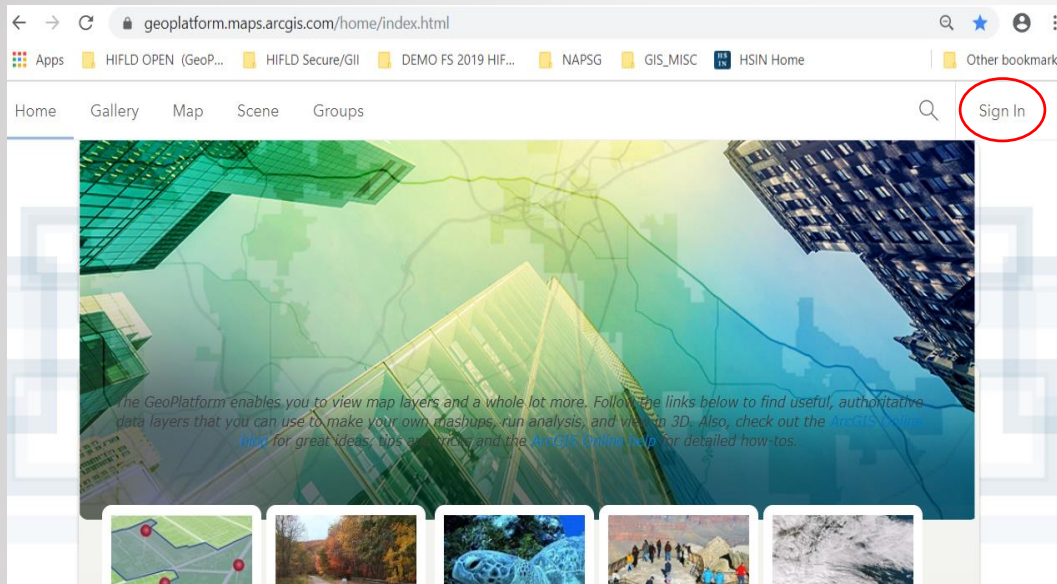 geoplatform.maps.arcgis.com/home/index.html
Apps HIFLD OPEN (GeoP... HIFLD Secure/GII DEMO FS 2019 HIF... NAPSG GIS_MISC HS IN HSIN Home Other bookmark
Home Gallery Map Scene Groups Sign In
The GeoPlatform enables you to view map layers and a whole lot more. Follow the links below to find useful, authoritative
data layers that you can use to make your own mashups, run analysis, and view in 3D. Also, check out the ArcGIS Online
blog for great ideas, tips and tricks and the ArcGIS Online help for detailed how-tos.